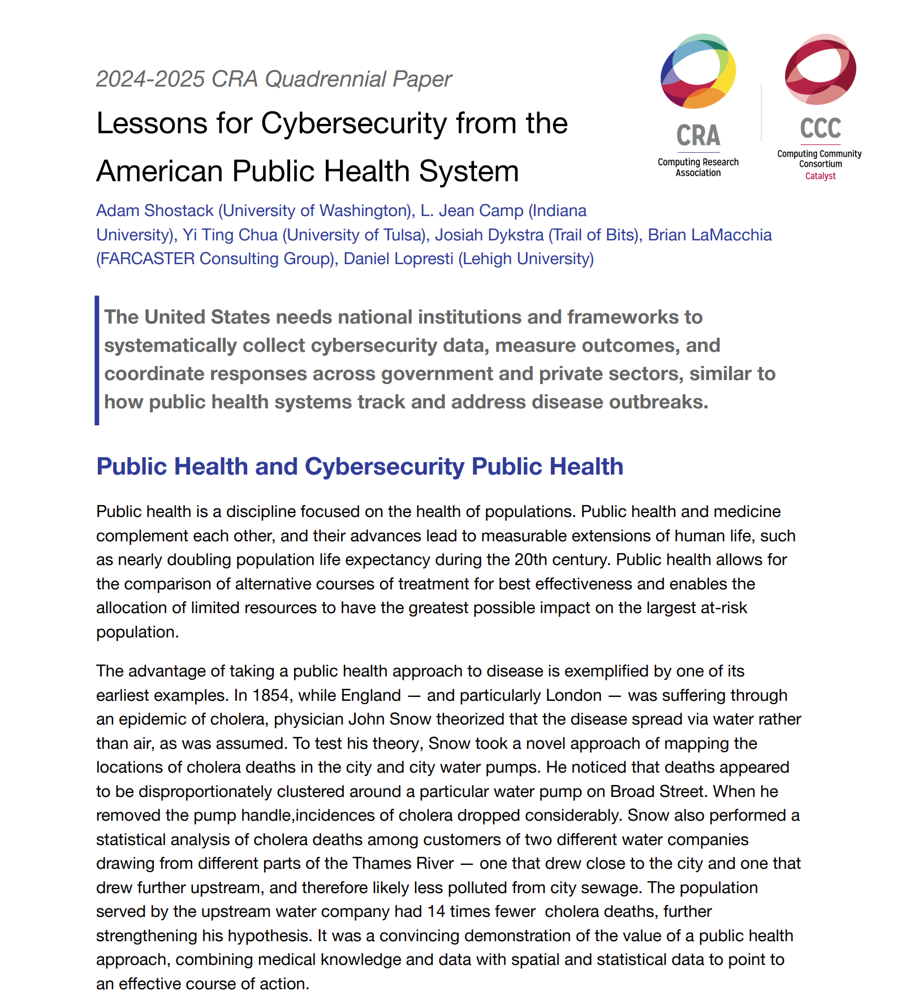 2024-2025 CRA Quadrennial Paper
Lessons for Cybersecurity from the
American Public Health System
CRA
Computing Research
Association
CCC
Computing Community
Consortium
Catalyst
Adam Shostack (University of Washington), L. Jean Camp (Indiana
University), Yi Ting Chua (University of Tulsa), Josiah Dykstra (Trail of Bits), Brian LaMacchia
(FARCASTER Consulting Group), Daniel Lopresti (Lehigh University)
The United States needs national institutions and frameworks to
systematically collect cybersecurity data, measure outcomes, and
coordinate responses across government and private sectors, similar to
how public health systems track and address disease outbreaks.
Public Health and Cybersecurity Public Health
Public health is a discipline focused on the health of populations. Public health and medicine
complement each other, and their advances lead to measurable extensions of human life, such
as nearly doubling population life expectancy during the 20th century. Public health allows for
the comparison of alternative courses of treatment for best effectiveness and enables the
allocation of limited resources to have the greatest possible impact on the largest at-risk
population.
The advantage of taking a public health approach to disease is exemplified by one of its
earliest examples. In 1854, while England — and particularly London — was suffering through
an epidemic of cholera, physician John Snow theorized that the disease spread via water rather
than air, as was assumed. To test his theory, Snow took a novel approach of mapping the
locations of cholera deaths in the city and city water pumps. He noticed that deaths appeared
to be disproportionately clustered around a particular water pump on Broad Street. When he
removed the pump handle,incidences of cholera dropped considerably. Snow also performed a
statistical analysis of cholera deaths among customers of two different water companies
drawing from different parts of the Thames River — one that drew close to the city and one that
drew further upstream, and therefore likely less polluted from city sewage. The population
served by the upstream water company had 14 times fewer  cholera deaths, further
strengthening his hypothesis. It was a convincing demonstration of the value of a public health
approach, combining medical knowledge and data with spatial and statistical data to point to
an effective course of action.